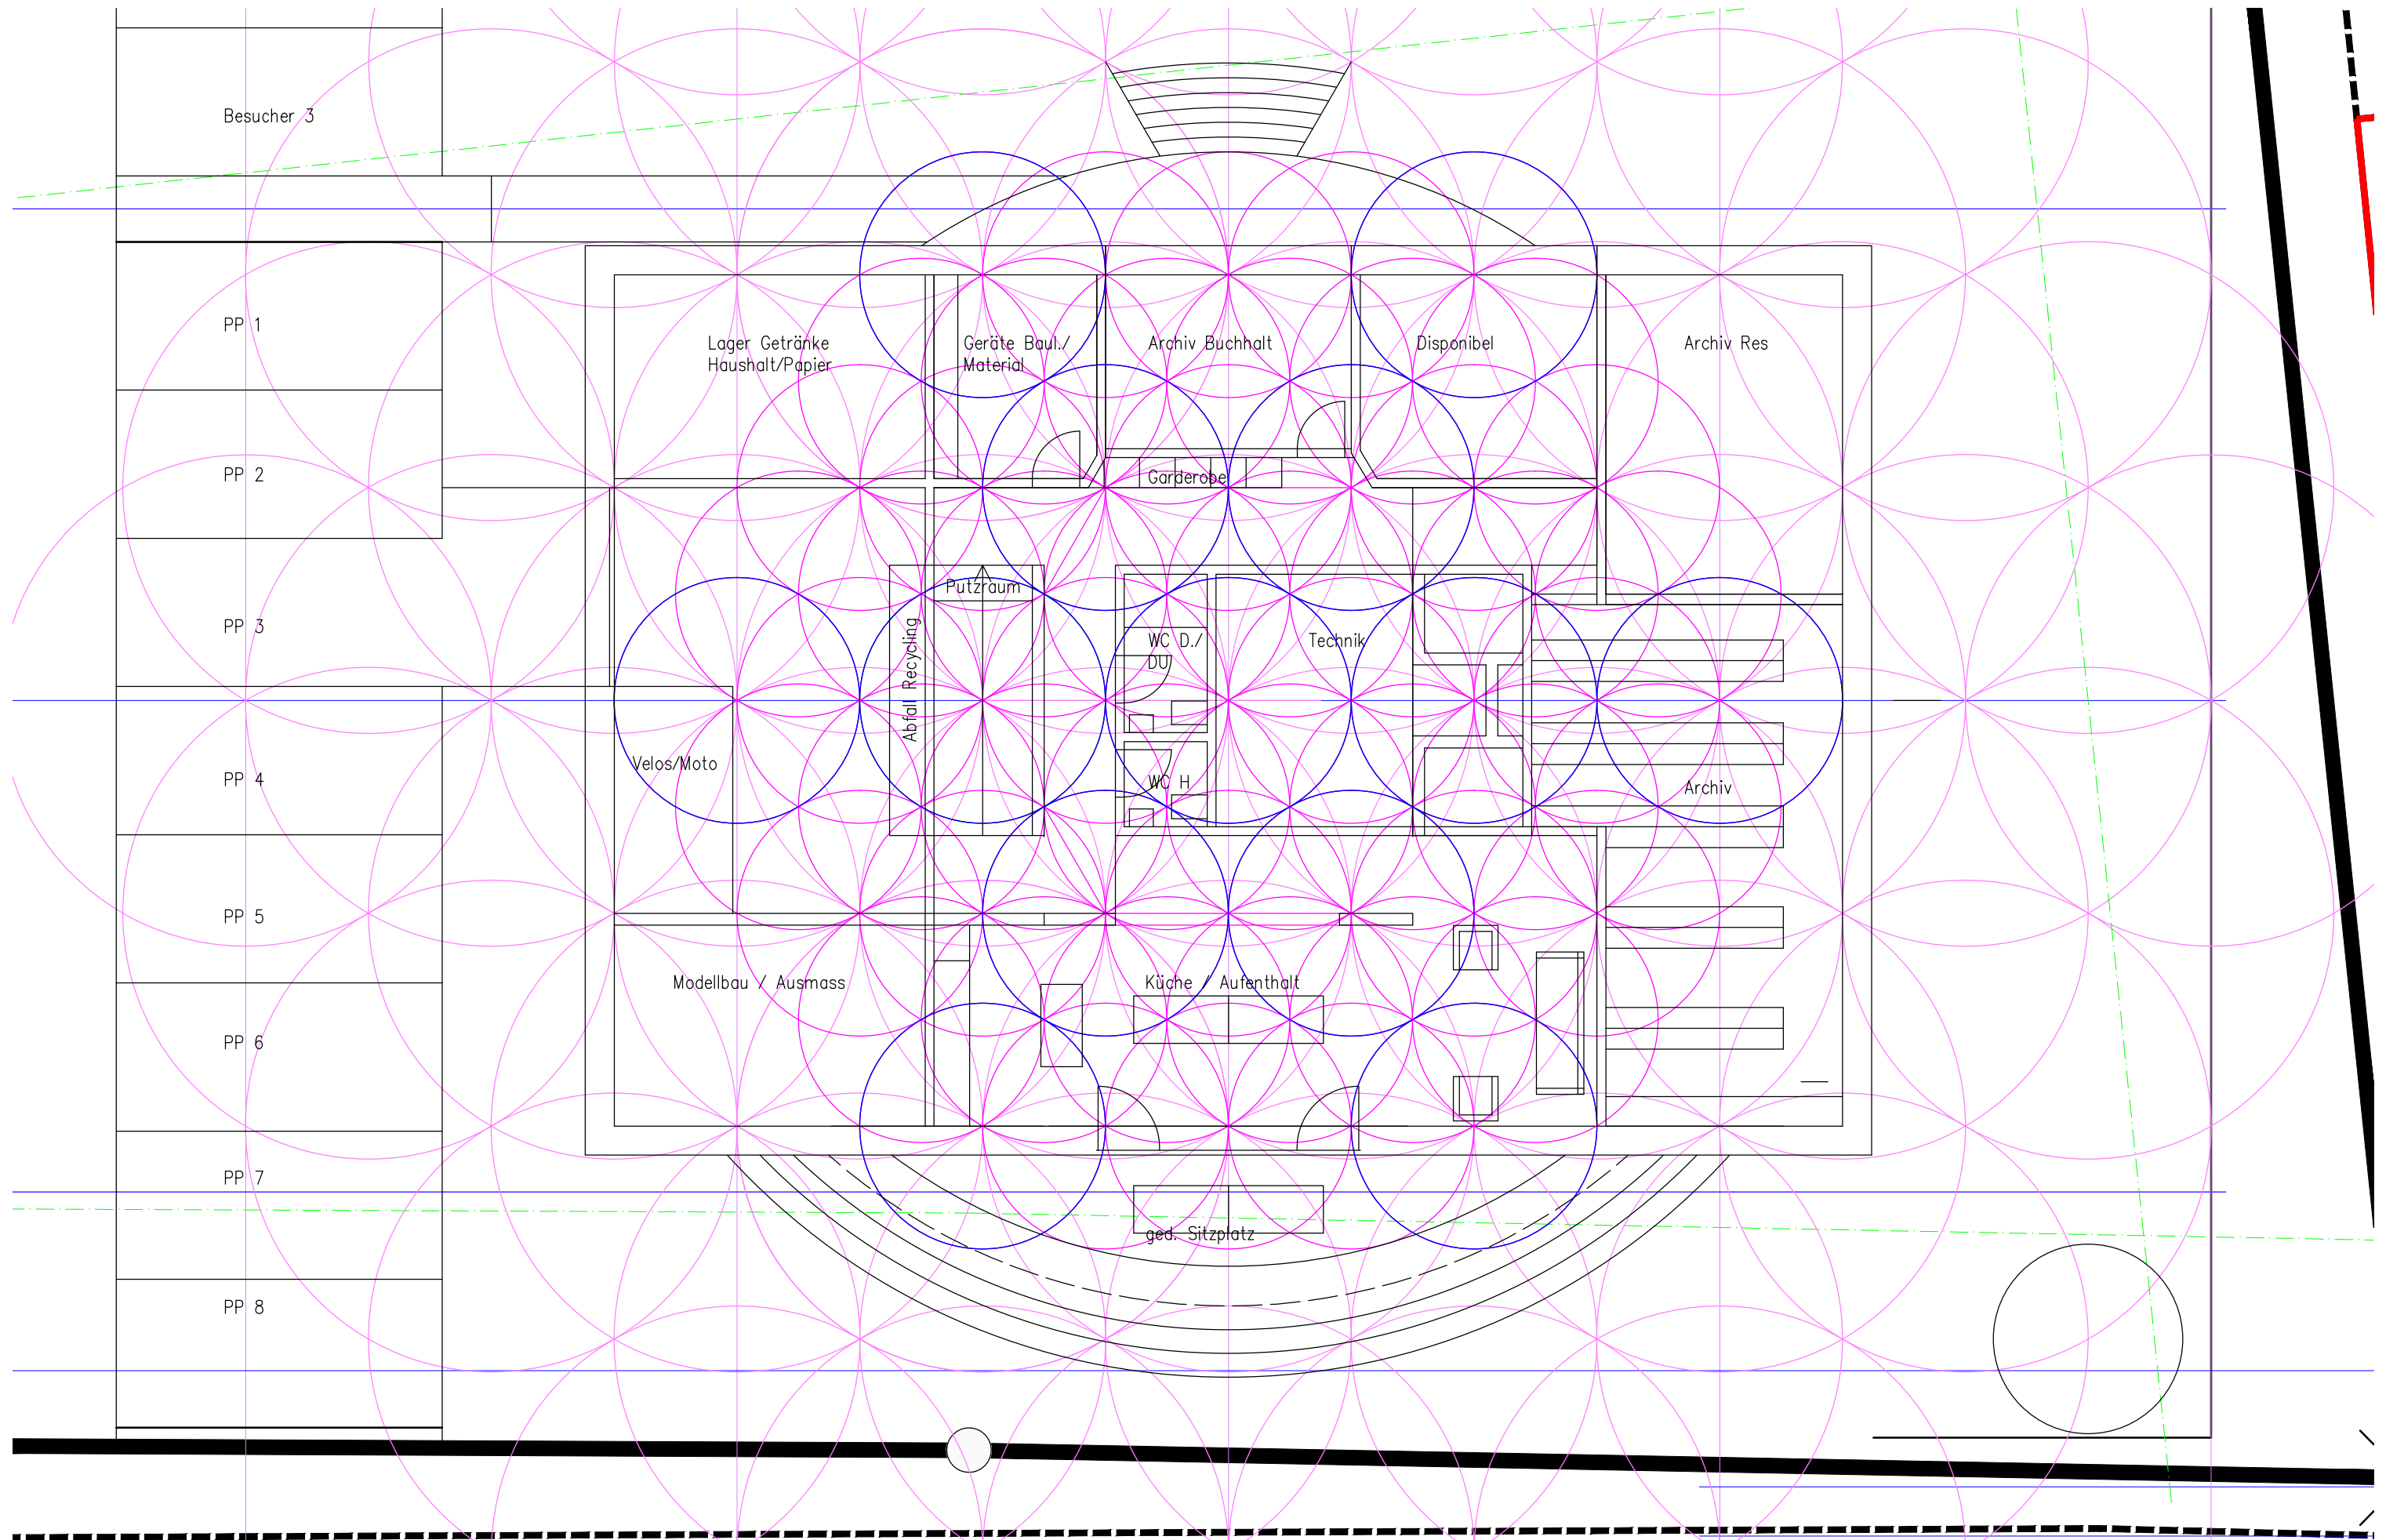 Besucher 3
PP 1
Lager Getränke
Haushalt/Papier
Geräte Baul./
Material
Archiv Buchhalt
Disponibel
Archiv Res
PP 2
Garderobe
Putzraum
PP 3
Abfall Recycling
WC D./
DU
Technik
Velos/Moto
PP 4
WC H
Archiv
PP 5
Modellbau / Ausmass
Küche / Aufenthalt
PP 6
PP 7
ged. Sitzplatz
PP 8